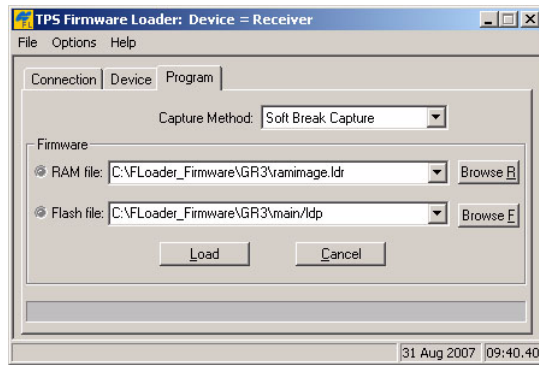 TPS Firmware Loader: Device = Receiver
File Options Help
Connection Device Program
Capture Method: Soft Break Capture
Firmware
RAM file: C:\FLoader_Firmware\GR3\ramimage.ldr Browse R
Flash file: C:\FLoader_Firmware\GR3\main/ldp Browse F
Load Cancel
31 Aug 2007 09:40.40